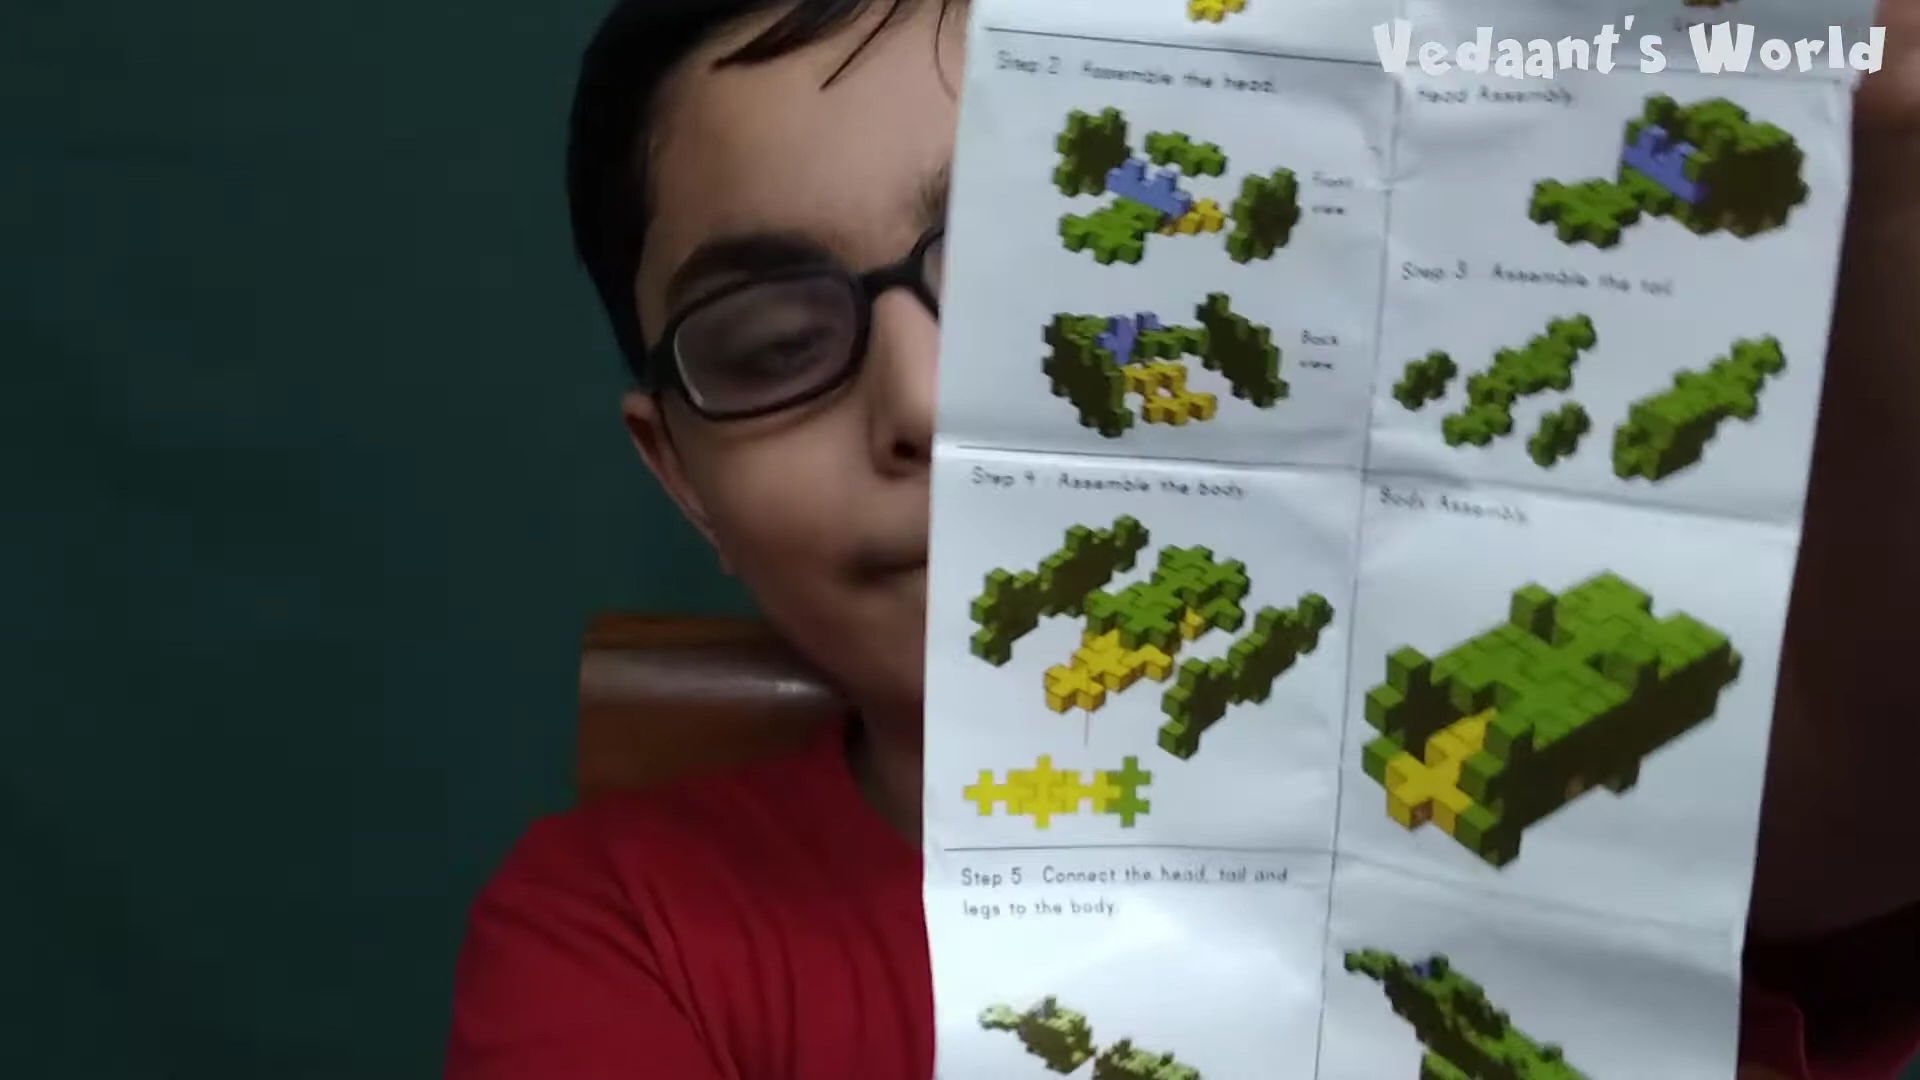 Vedaant's World
Step 2 Assemble the head.
Head Assembly
Front
view
Step 3 Assemble the tail
Back
view
Step 4 Assemble the body
Body Assembly
Step 5 Connect the head, tail and
legs to the body.